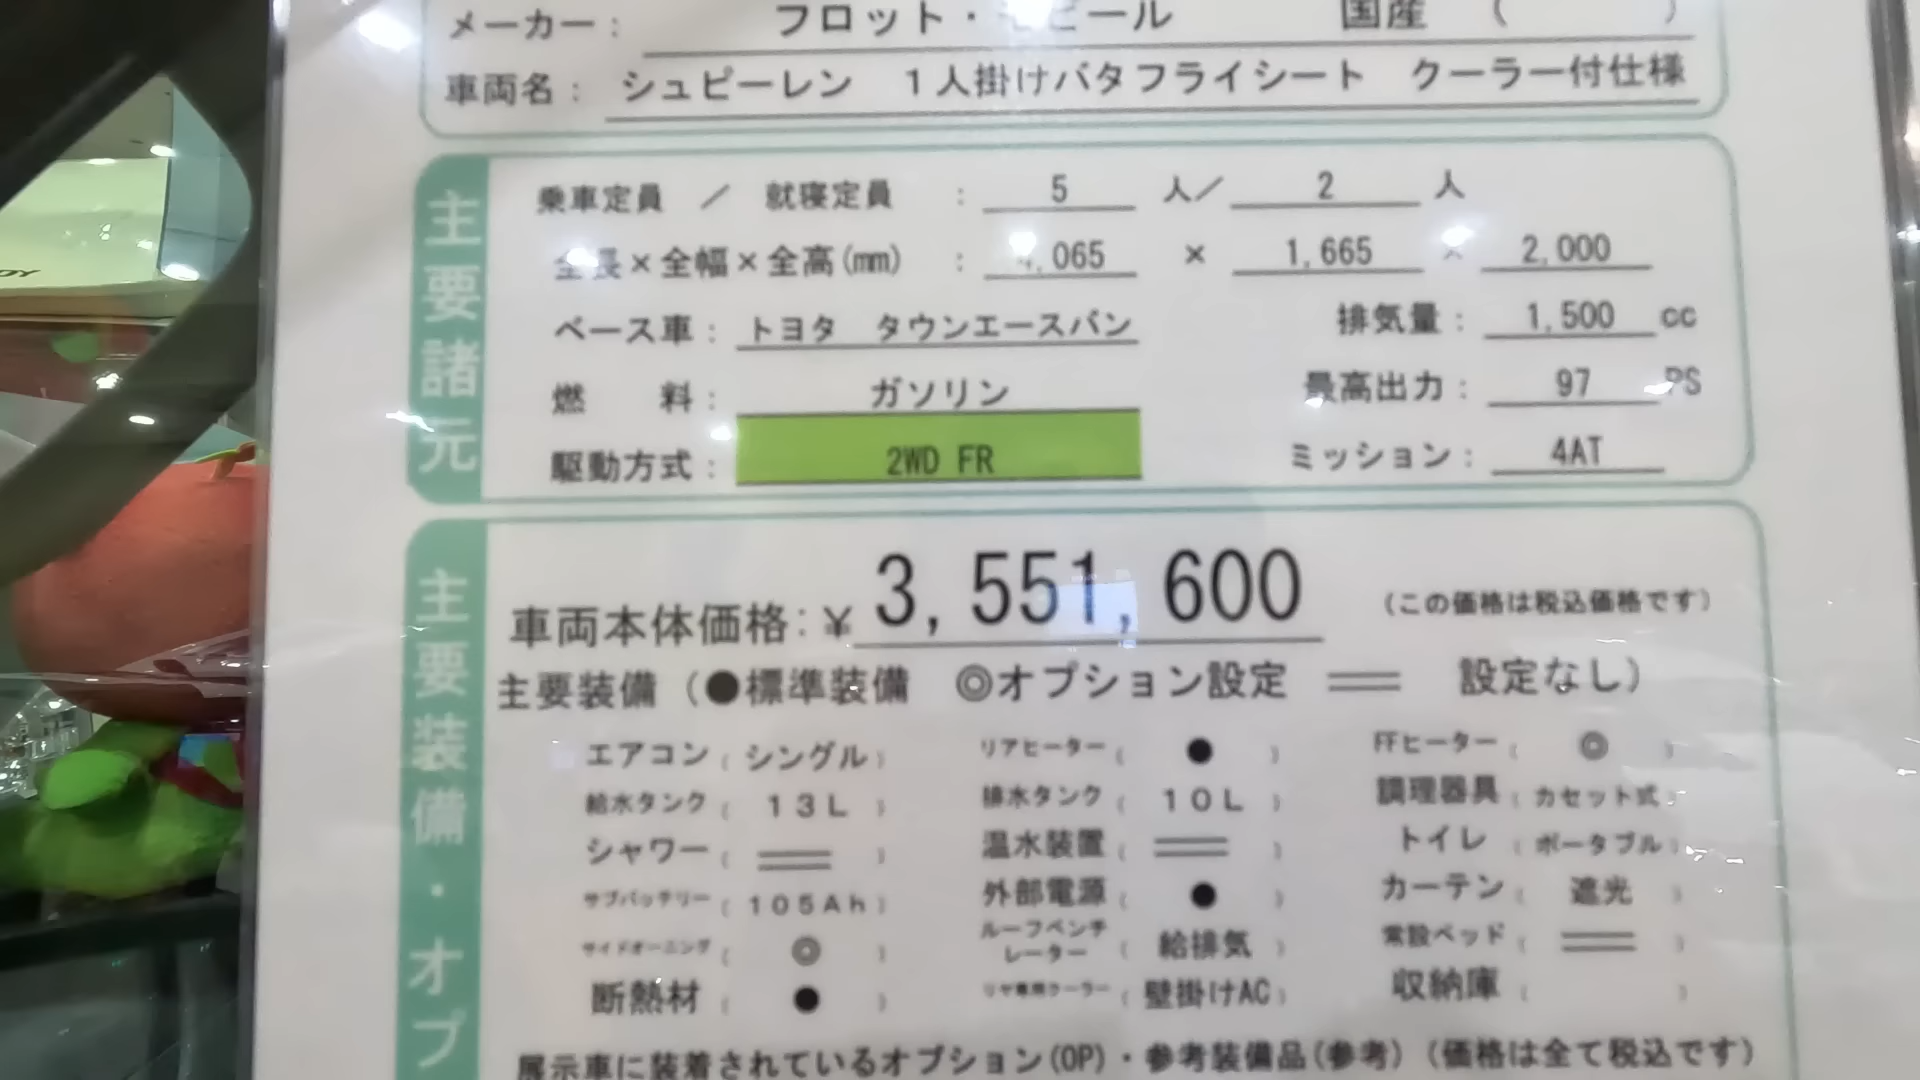 メーカー： フロット・モビール 国産 （ ）
車両名： シュピーレン １人掛けバタフライシート クーラー付仕様
主要諸元
乗車定員 ／ 就寝定員 ： 5 人／ 2 人
全長×全幅×全高(mm) ： ,065 × 1,665 × 2,000
ベース車： トヨタ タウンエースバン 排気量： 1,500 cc
燃 料： ガソリン 最高出力： 97 PS
駆動方式： 2WD FR ミッション： 4AT
主要装備・オプ
車両本体価格：¥ 3,551,600 (この価格は税込価格です)
主要装備（●標準装備 ◎オプション設定 ＝ 設定なし）
エアコン（ シングル ） リアヒーター（ ● ） FFヒーター（ ◎ ）
給水タンク（ １３Ｌ ） 排水タンク（ １０Ｌ ） 調理器具（ カセット式 ）
シャワー（ ＝ ） 温水装置（ ＝ ） トイレ（ ポータブル ）
サブバッテリー（ １０５Ａｈ ） 外部電源（ ● ） カーテン（ 遮光 ）
サイドオーニング（ ◎ ） ルーフベンチレーター（ 給排気 ） 常設ベッド（ ＝ ）
断熱材（ ● ） リヤ専用クーラー（ 壁掛けAC ） 収納庫（ ）
展示車に装着されているオプション(OP)・参考装備品(参考)（価格は全て税込です）